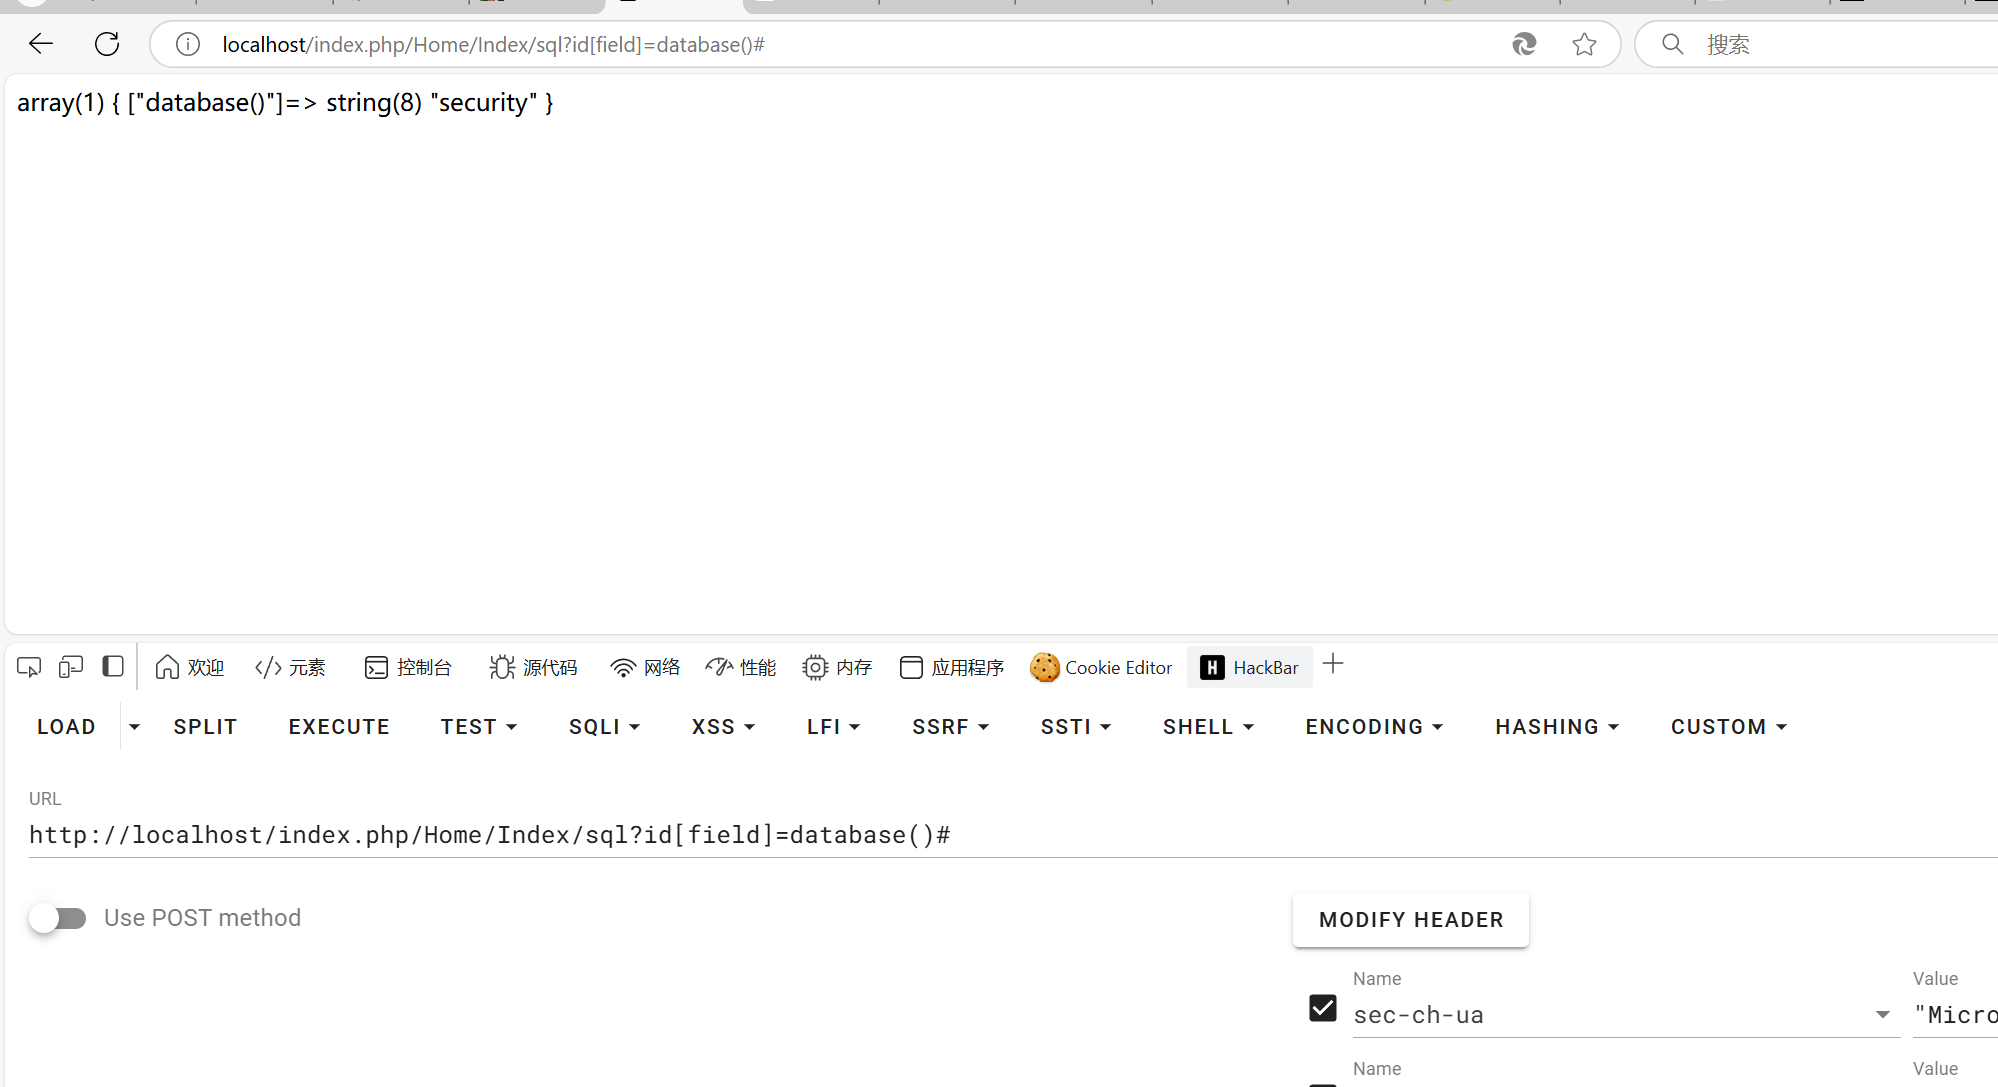 localhost/index.php/Home/Index/sql?id[field]=database()# 搜索
array(1) { ["database()"]=> string(8) "security" }
欢迎 元素 控制台 源代码 网络 性能 内存 应用程序 Cookie Editor HackBar
LOAD SPLIT EXECUTE TEST SQLI XSS LFI SSRF SSTI SHELL ENCODING HASHING CUSTOM
URL
http://localhost/index.php/Home/Index/sql?id[field]=database()#
Use POST method MODIFY HEADER
Name Value
sec-ch-ua "Micro
Name Value